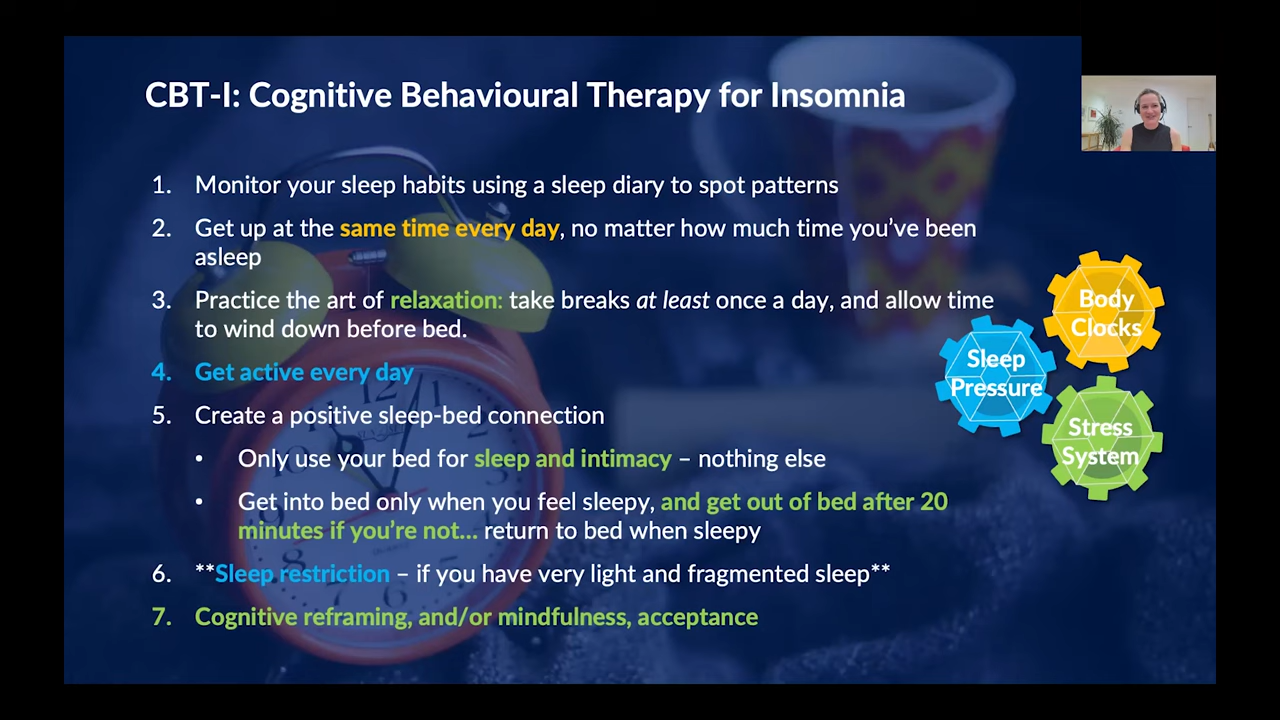 CBT-I: Cognitive Behavioural Therapy for Insomnia
1. Monitor your sleep habits using a sleep diary to spot patterns
2. Get up at the same time every day, no matter how much time you’ve been
asleep
3. Practice the art of relaxation: take breaks at least once a day, and allow time
to wind down before bed.
4. Get active every day
5. Create a positive sleep-bed connection
• Only use your bed for sleep and intimacy – nothing else
• Get into bed only when you feel sleepy, and get out of bed after 20
minutes if you’re not... return to bed when sleepy
6. **Sleep restriction – if you have very light and fragmented sleep**
7. Cognitive reframing, and/or mindfulness, acceptance
Body
Clocks
Sleep
Pressure
Stress
System